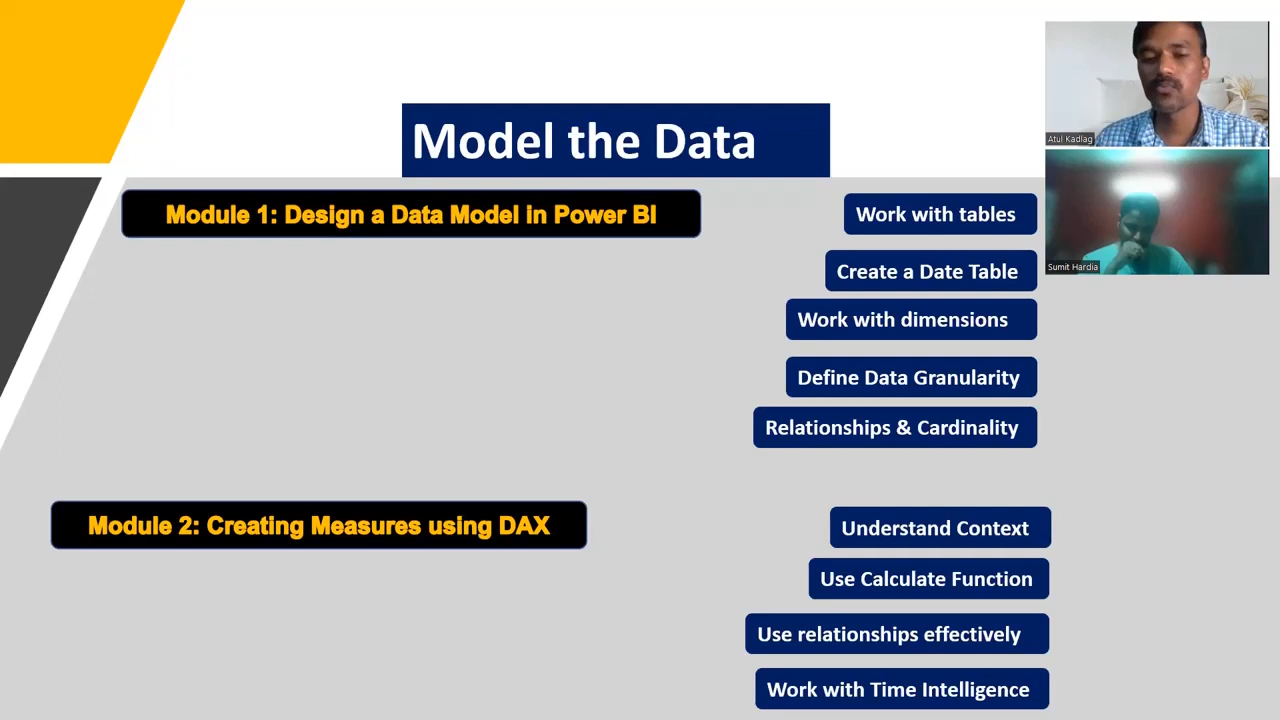 Model the Data
Module 1: Design a Data Model in Power BI
Work with tables
Create a Date Table
Work with dimensions
Define Data Granularity
Relationships & Cardinality
Module 2: Creating Measures using DAX
Understand Context
Use Calculate Function
Use relationships effectively
Work with Time Intelligence
Atul Kadlag
Sumit Hardia